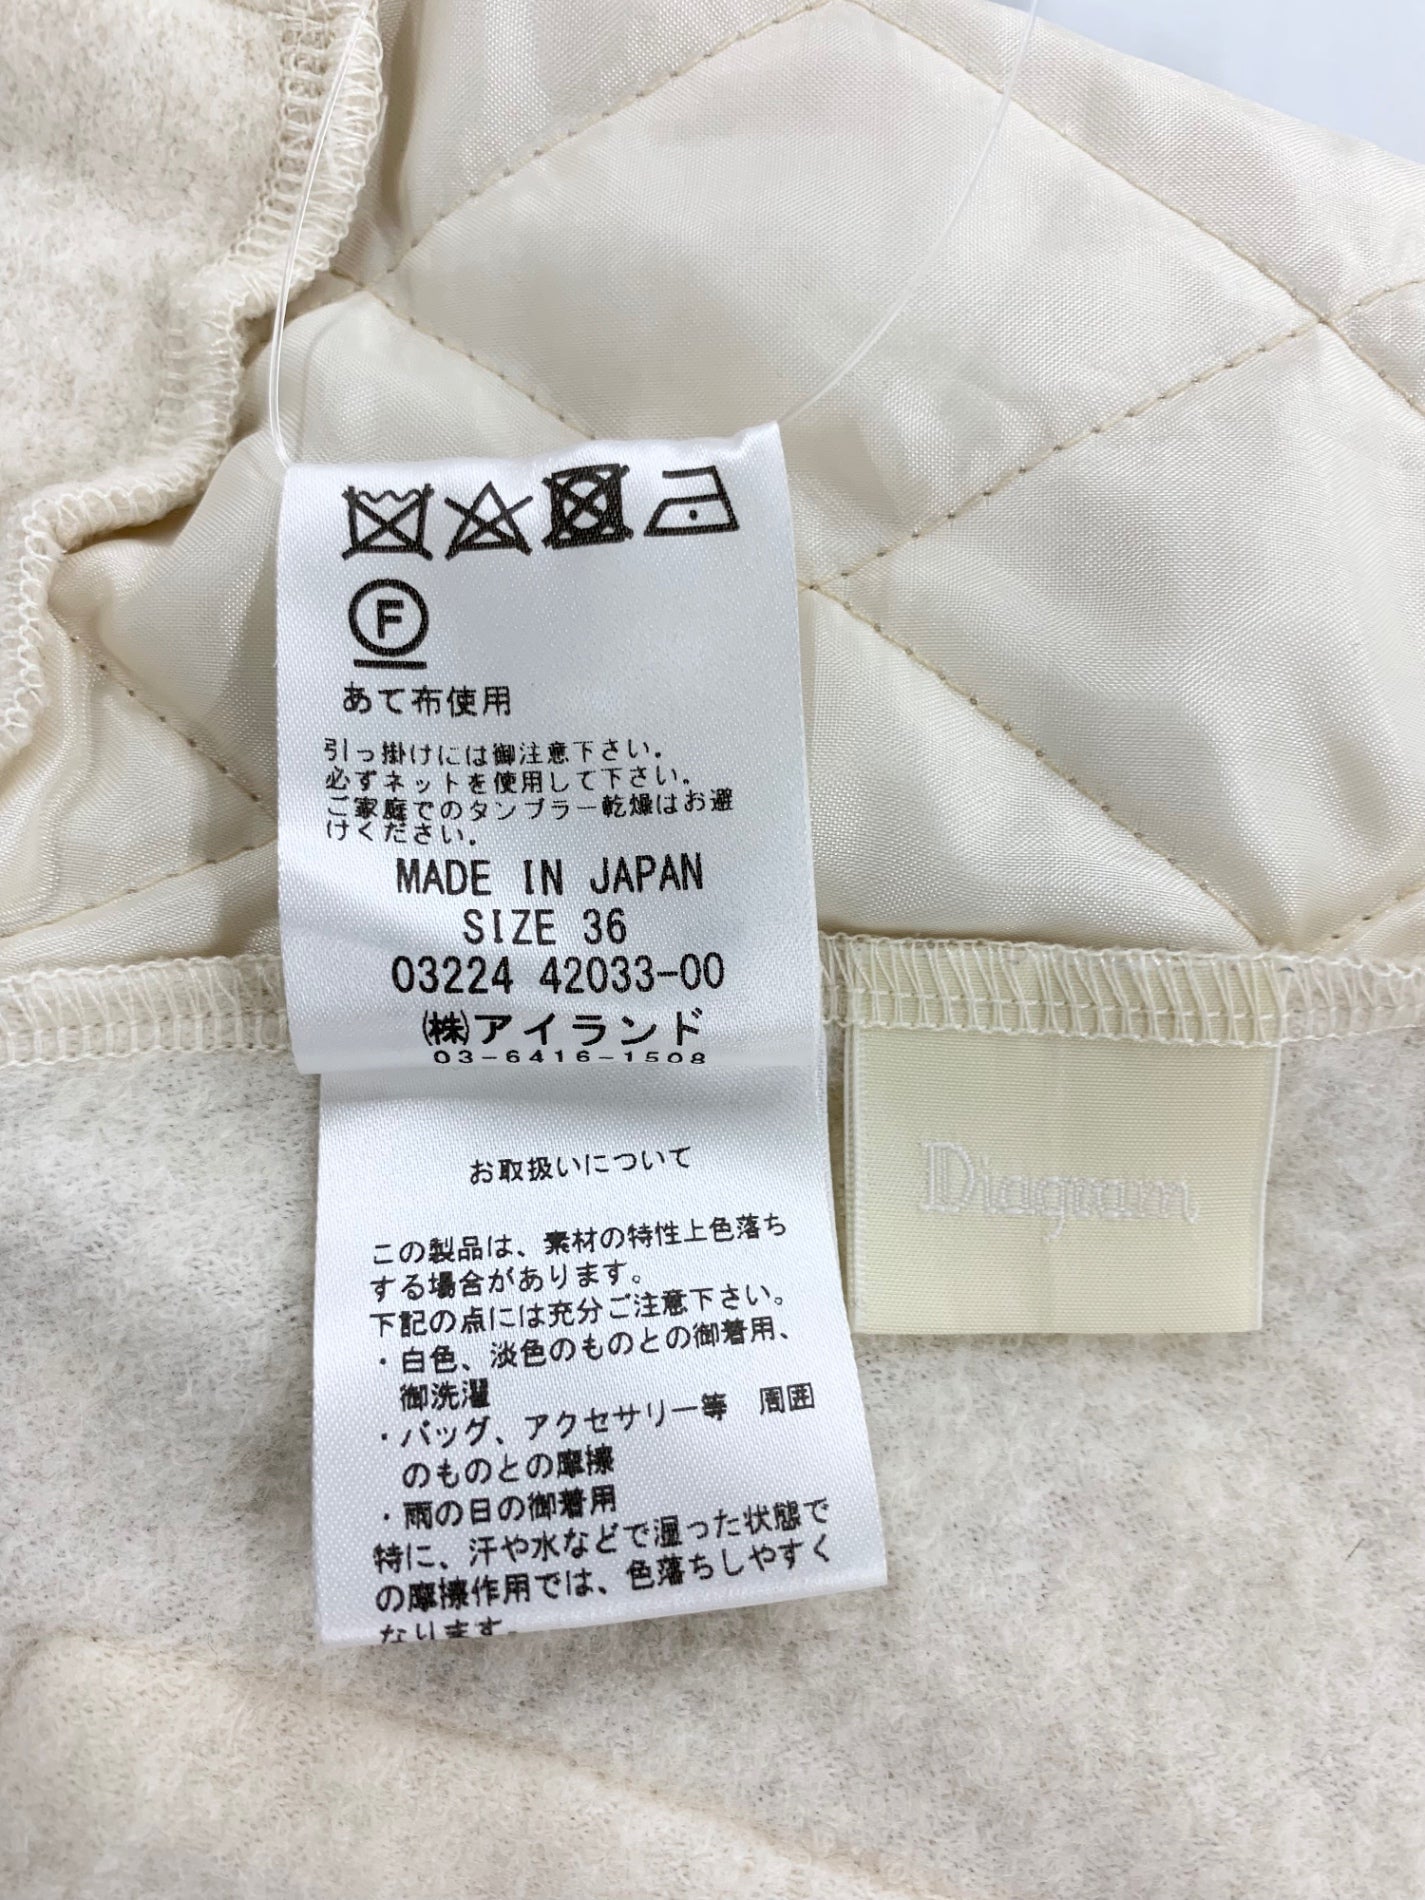 F
あて布使用
引っ掛けには御注意下さい。
必ずネットを使用して下さい。
ご家庭でのタンブラー乾燥はお避
けください。
MADE IN JAPAN
SIZE 36
03224 42033-00
㈱アイランド
03-6416-1508
お取扱いについて
この製品は、素材の特性上色落ち
する場合があります。
下記の点には充分ご注意下さい。
・白色、淡色のものとの御着用、
御洗濯
・バッグ、アクセサリー等 周囲
のものとの摩擦
・雨の日の御着用
特に、汗や水などで湿った状態で
の摩擦作用では、色落ちしやすく
なります。
Diagram